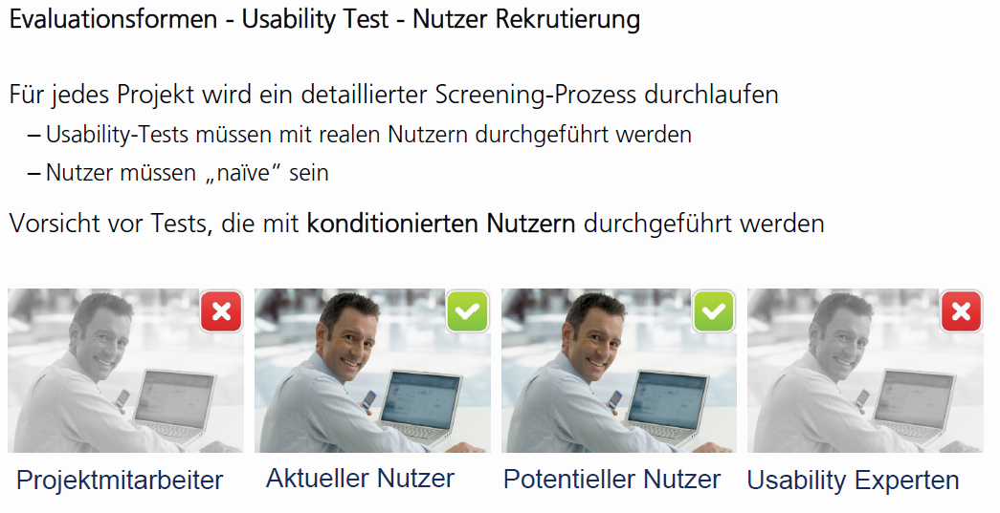 Evaluationsformen - Usability Test - Nutzer Rekrutierung
Für jedes Projekt wird ein detaillierter Screening-Prozess durchlaufen
– Usability-Tests müssen mit realen Nutzern durchgeführt werden
– Nutzer müssen „naïve“ sein
Vorsicht vor Tests, die mit konditionierten Nutzern durchgeführt werden
Projektmitarbeiter
Aktueller Nutzer
Potentieller Nutzer
Usability Experten